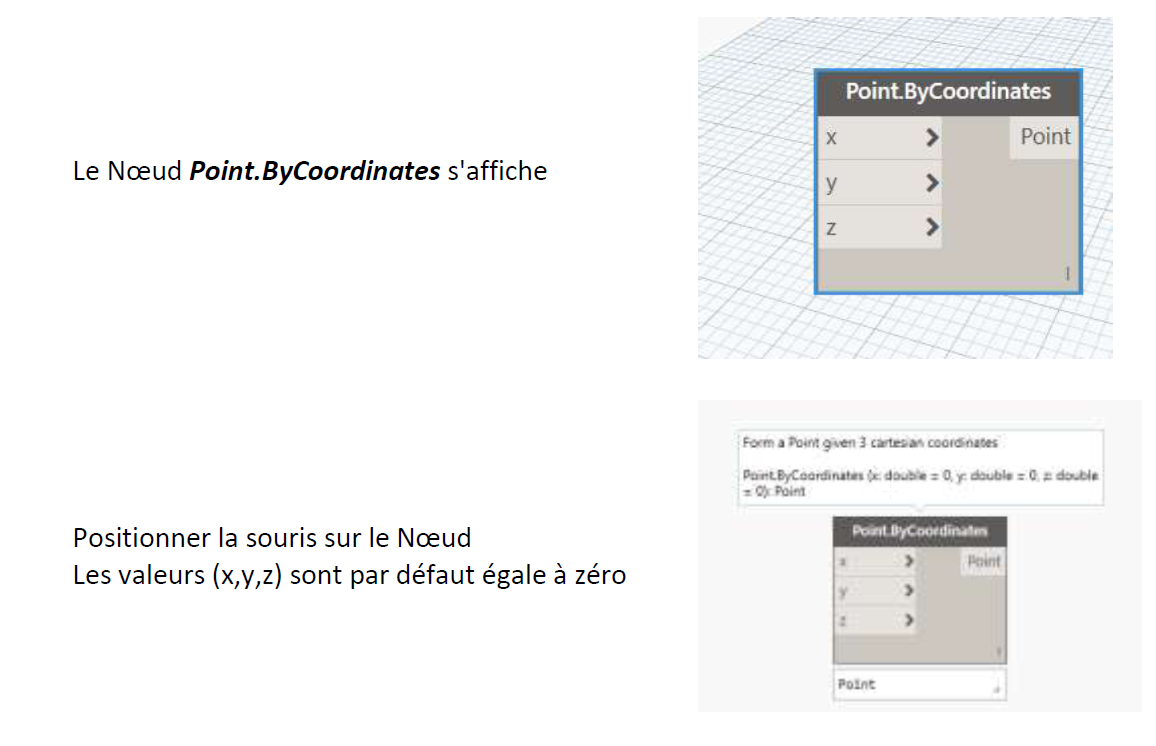 Le Nœud Point.ByCoordinates s'affiche
Point.ByCoordinates
x Point
y
z
l
Positionner la souris sur le Nœud
Les valeurs (x,y,z) sont par défaut égale à zéro
Form a Point given 3 cartesian coordinates
Point.ByCoordinates (x: double = 0, y: double = 0, z: double
= 0): Point
Point.ByCoordinates
x Point
y
z
l
Point